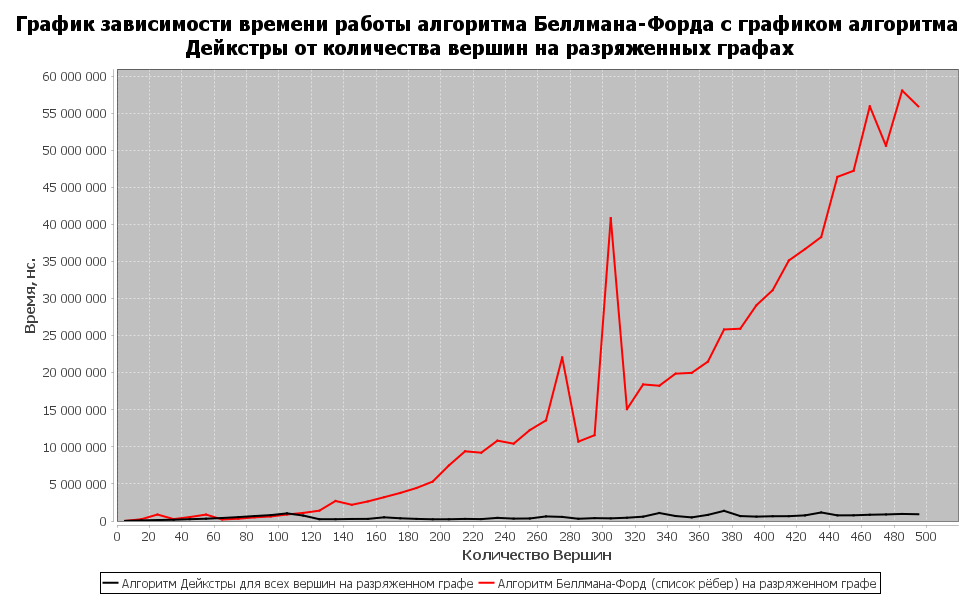 График зависимости времени работы алгоритма Беллмана-Форда с графиком алгоритма
Дейкстры от количества вершин на разряженных графах
60 000 000
55 000 000
50 000 000
45 000 000
40 000 000
35 000 000
30 000 000
25 000 000
20 000 000
15 000 000
10 000 000
5 000 000
0
Время, нс.
0 20 40 60 80 100 120 140 160 180 200 220 240 260 280 300 320 340 360 380 400 420 440 460 480 500
Количество Вершин
Алгоритм Дейкстры для всех вершин на разряженном графе Алгоритм Беллмана-Форд (список рёбер) на разряженном графе